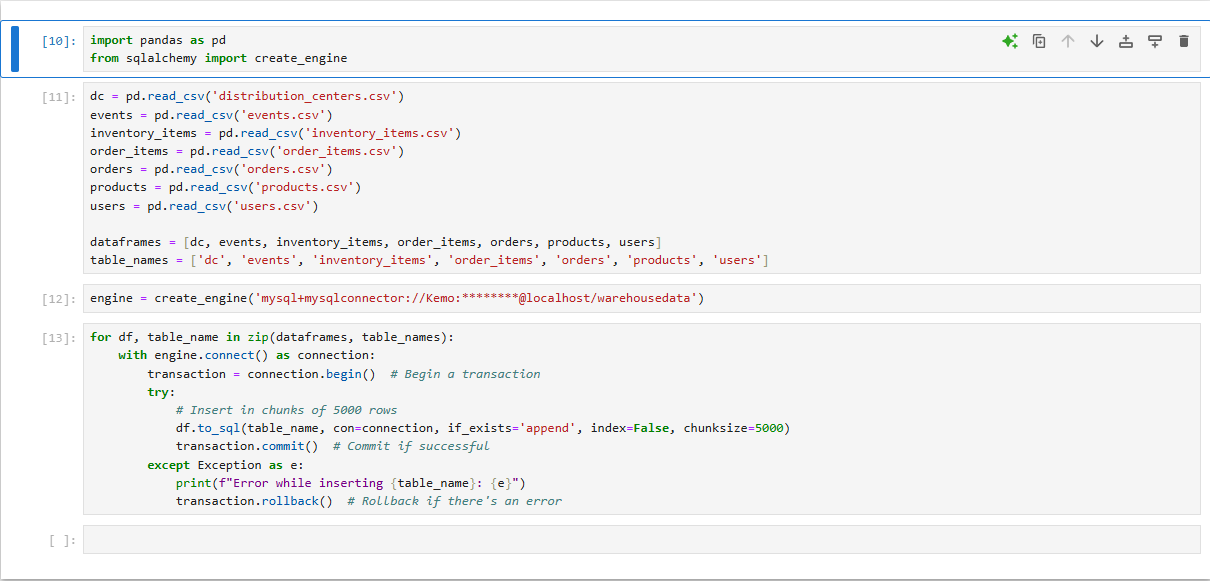 [10]: import pandas as pd
from sqlalchemy import create_engine
[11]: dc = pd.read_csv('distribution_centers.csv')
events = pd.read_csv('events.csv')
inventory_items = pd.read_csv('inventory_items.csv')
order_items = pd.read_csv('order_items.csv')
orders = pd.read_csv('orders.csv')
products = pd.read_csv('products.csv')
users = pd.read_csv('users.csv')

dataframes = [dc, events, inventory_items, order_items, orders, products, users]
table_names = ['dc', 'events', 'inventory_items', 'order_items', 'orders', 'products', 'users']
[12]: engine = create_engine('mysql+mysqlconnector://Kemo:********@localhost/warehousedata')
[13]: for df, table_name in zip(dataframes, table_names):
    with engine.connect() as connection:
        transaction = connection.begin()  # Begin a transaction
        try:
            # Insert in chunks of 5000 rows
            df.to_sql(table_name, con=connection, if_exists='append', index=False, chunksize=5000)
            transaction.commit()  # Commit if successful
        except Exception as e:
            print(f"Error while inserting {table_name}: {e}")
            transaction.rollback()  # Rollback if there's an error
[ ]: